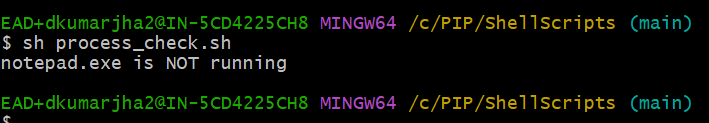 EAD+dkumarjha2@IN-5CD4225CH8 MINGW64 /c/PIP/ShellScripts (main)
$ sh process_check.sh
notepad.exe is NOT running
EAD+dkumarjha2@IN-5CD4225CH8 MINGW64 /c/PIP/ShellScripts (main)
$